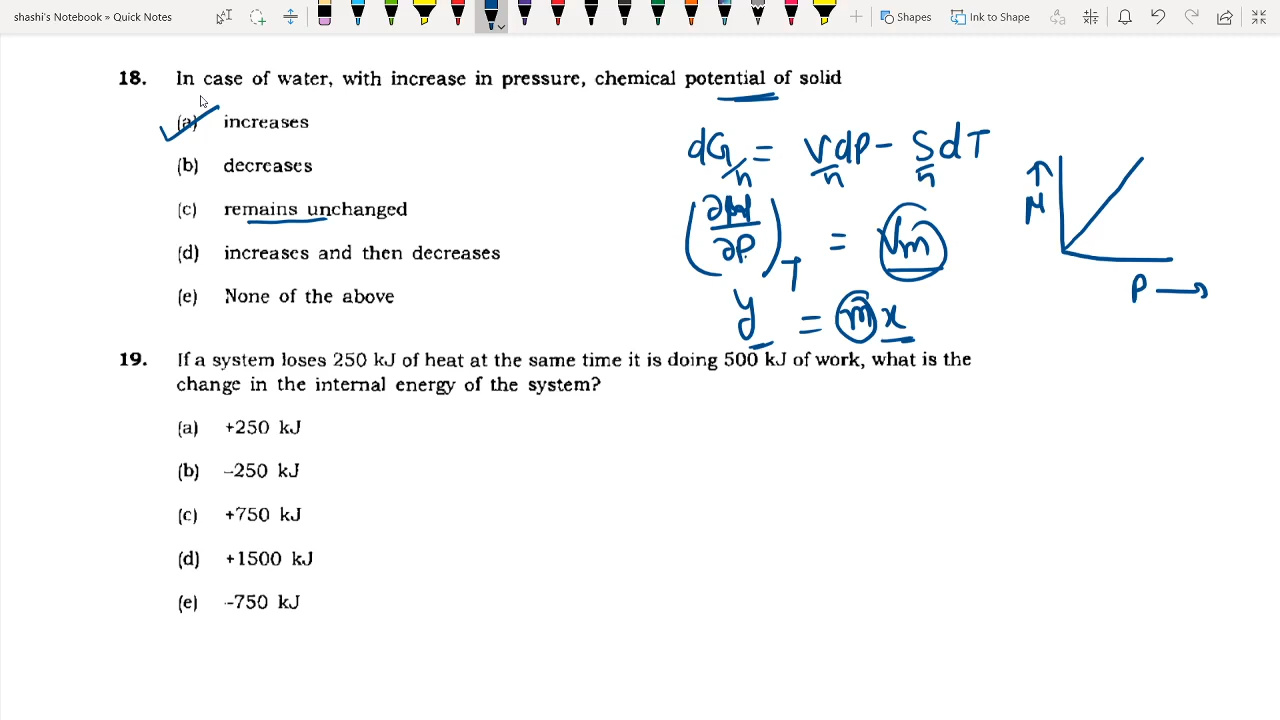 shashi's Notebook » Quick Notes
Shape
Ink to Shape
18. In case of water, with increase in pressure, chemical potential of solid
(a) increases
(b) decreases
(c) remains unchanged
(d) increases and then decreases
(e) None of the above
dG/n = V/n dP - S/n dT
(∂μ/∂P)T = Vm
y = mx
↑ μ
P →
19. If a system loses 250 kJ of heat at the same time it is doing 500 kJ of work, what is the
change in the internal energy of the system?
(a) +250 kJ
(b) -250 kJ
(c) +750 kJ
(d) +1500 kJ
(e) -750 kJ